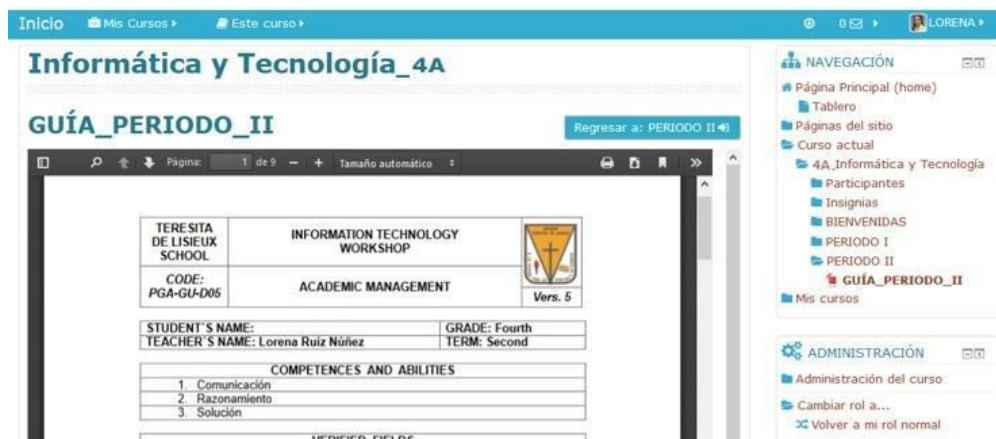 Inicio Mis Cursos Este curso 0 LORENA
Informática y Tecnología_4A
GUÍA_PERIODO_II
Regresar a: PERIODO II
Página: 1 de 9 Tamaño automático
TERESITA
DE LISIEUX
SCHOOL
INFORMATION TECHNOLOGY
WORKSHOP
CODE:
PGA-GU-D05
ACADEMIC MANAGEMENT
Vers. 5
STUDENT´S NAME: GRADE: Fourth
TEACHER´S NAME: Lorena Ruiz Núñez TERM: Second
COMPETENCES AND ABILITIES
1. Comunicación
2. Razonamiento
3. Solución
VERIFIED FIELDS
NAVEGACIÓN
Página Principal (home)
Tablero
Páginas del sitio
Curso actual
4A_Informática y Tecnología
Participantes
Insignias
BIENVENIDAS
PERIODO I
PERIODO II
GUÍA_PERIODO_II
Mis cursos
ADMINISTRACIÓN
Administración del curso
Cambiar rol a...
Volver a mi rol normal